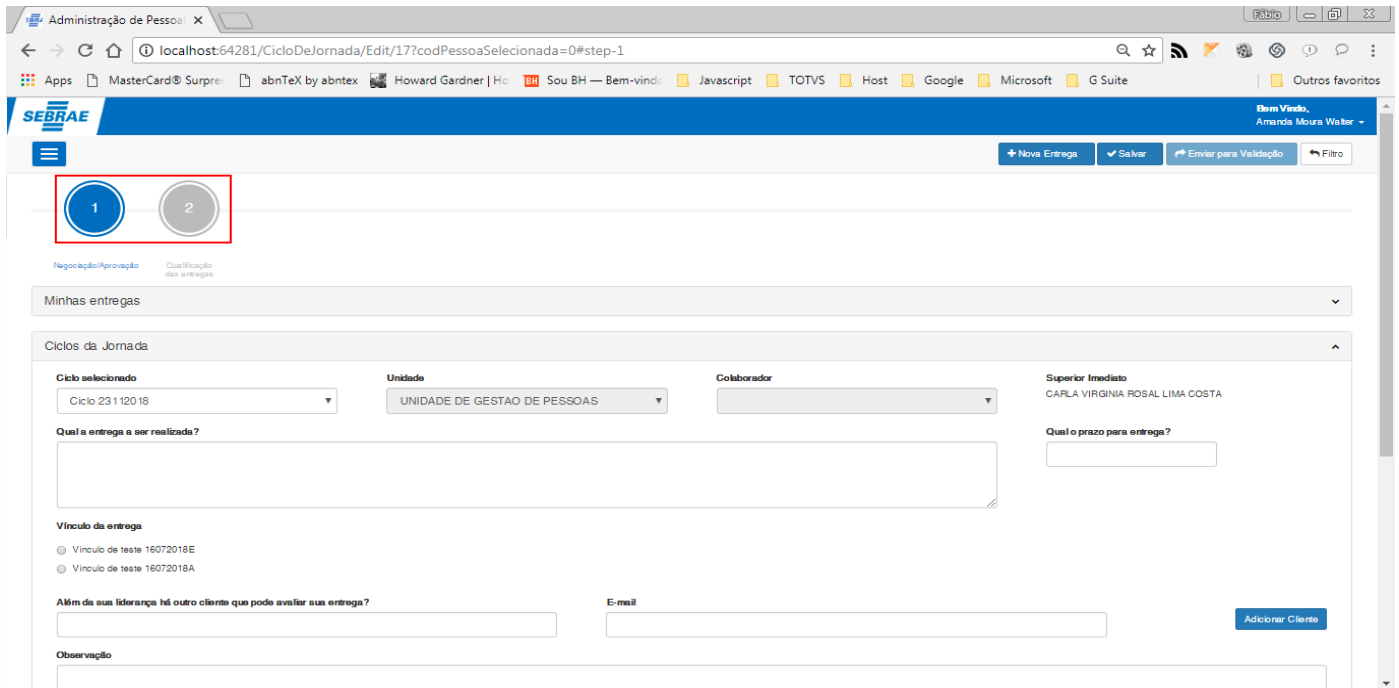 Administração de Pessoal
Fábio
localhost:64281/CicloDeJornada/Edit/17?codPessoaSelecionada=0#step-1
Apps MasterCard® Surpree abnTeX by abntex Howard Gardner | Ho BH Sou BH — Bem-vindo Javascript TOTVS Host Google Microsoft G Suite Outros favoritos
SEBRAE
Bem Vindo,
Amanda Moura Walter
Nova Entrega Salvar Enviar para Validação Filtro
1 2
Negociação/Aprovação
Qualificação
das entregas
Minhas entregas
Ciclos da Jornada
Ciclo selecionado Unidade Colaborador Superior Imediato
Ciclo 23112018 UNIDADE DE GESTAO DE PESSOAS CARLA VIRGINIA ROSAL LIMA COSTA
Qual a entrega a ser realizada? Qual o prazo para entrega?
Vínculo da entrega
Vinculo de teste 16072018E
Vinculo de teste 16072018A
Além da sua liderança há outro cliente que pode avaliar sua entrega? E-mail
Adicionar Cliente
Observação